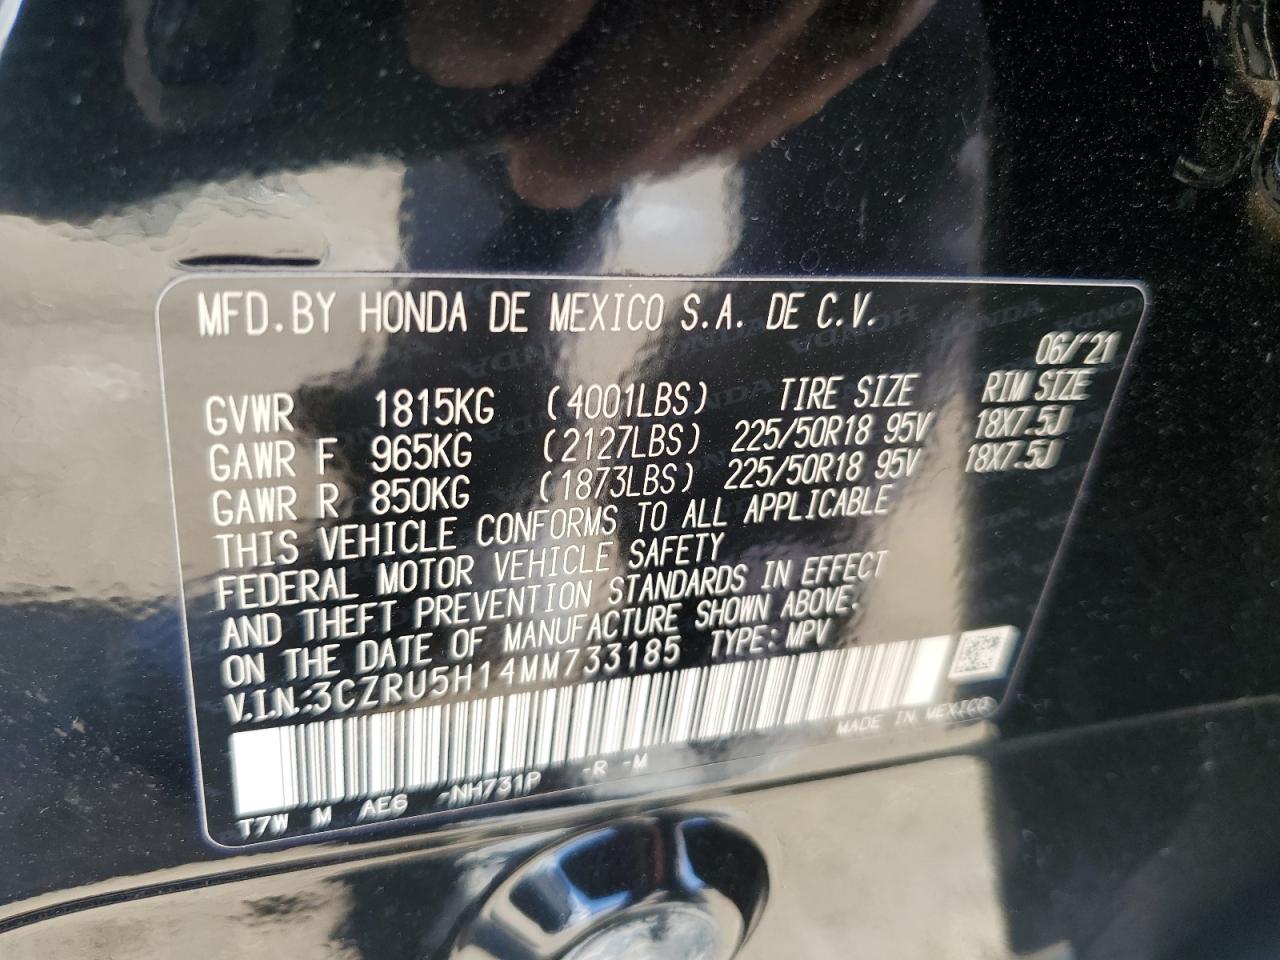 MFD.BY HONDA DE MEXICO S.A. DE C.V.
06/'21
GVWR 1815KG (4001LBS) TIRE SIZE RIM SIZE
GAWR F 965KG (2127LBS) 225/50R18 95V 18X7.5J
GAWR R 850KG (1873LBS) 225/50R18 95V 18X7.5J
THIS VEHICLE CONFORMS TO ALL APPLICABLE
FEDERAL MOTOR VEHICLE SAFETY
AND THEFT PREVENTION STANDARDS IN EFFECT
ON THE DATE OF MANUFACTURE SHOWN ABOVE.
V.I.N.:3CZRU5H14MM733185 TYPE: MPV
MADE IN MEXICO
T7W M AE6 -NH731P -R -M